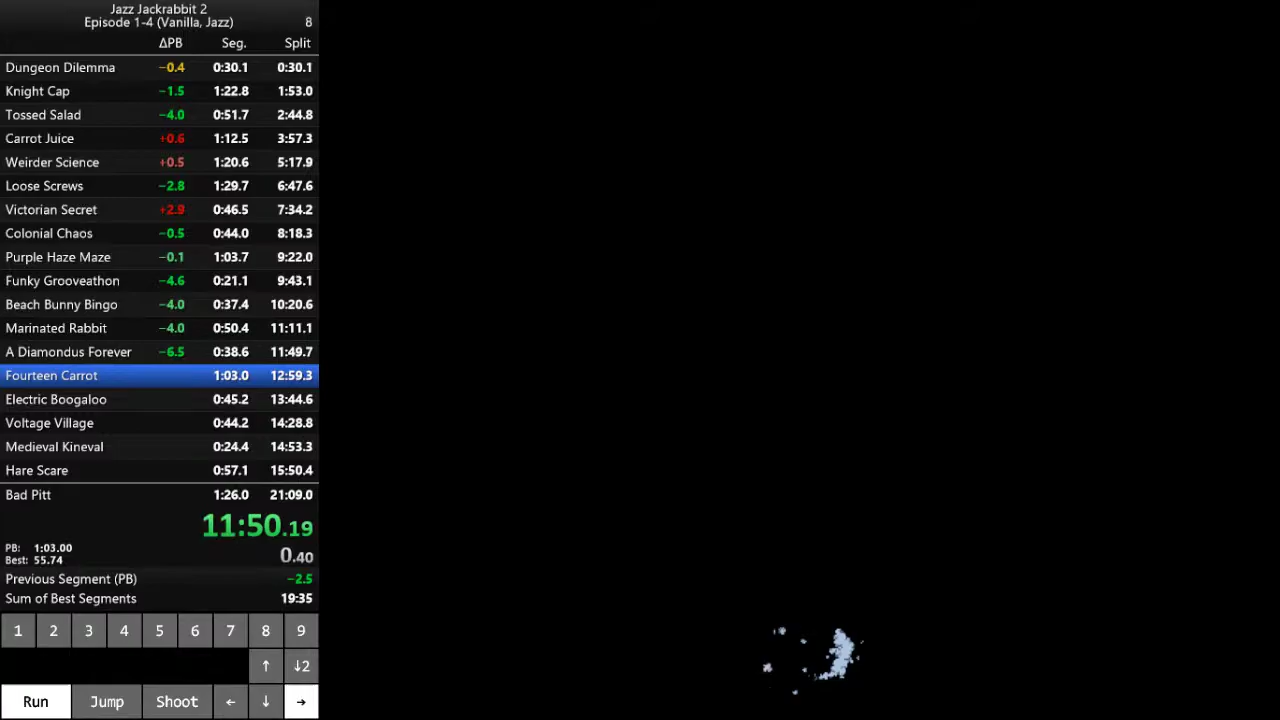 Jazz Jackrabbit 2
Episode 1-4 (Vanilla, Jazz) 8
ΔPB Seg. Split
Dungeon Dilemma −0.4 0:30.1 0:30.1
Knight Cap −1.5 1:22.8 1:53.0
Tossed Salad −4.0 0:51.7 2:44.8
Carrot Juice +0.6 1:12.5 3:57.3
Weirder Science +0.5 1:20.6 5:17.9
Loose Screws −2.8 1:29.7 6:47.6
Victorian Secret +2.9 0:46.5 7:34.2
Colonial Chaos −0.5 0:44.0 8:18.3
Purple Haze Maze −0.1 1:03.7 9:22.0
Funky Grooveathon −4.6 0:21.1 9:43.1
Beach Bunny Bingo −4.0 0:37.4 10:20.6
Marinated Rabbit −4.0 0:50.4 11:11.1
A Diamondus Forever −6.5 0:38.6 11:49.7
Fourteen Carrot 1:03.0 12:59.3
Electric Boogaloo 0:45.2 13:44.6
Voltage Village 0:44.2 14:28.8
Medieval Kineval 0:24.4 14:53.3
Hare Scare 0:57.1 15:50.4
Bad Pitt 1:26.0 21:09.0
11:50.19
PB: 1:03.00
Best: 55.74 0.40
Previous Segment (PB) −2.5
Sum of Best Segments 19:35
1 2 3 4 5 6 7 8 9
↑ ↓2
Run Jump Shoot ← ↓ →